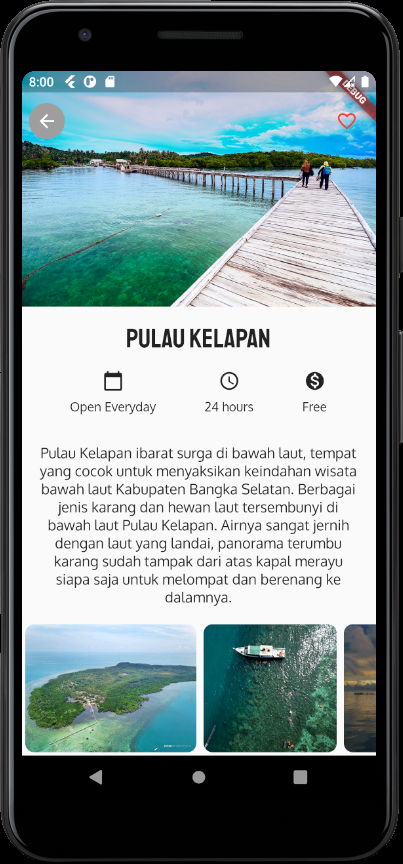 8:00
DEBUG
PULAU KELAPAN
Open Everyday
24 hours
Free
Pulau Kelapan ibarat surga di bawah laut, tempat
yang cocok untuk menyaksikan keindahan wisata
bawah laut Kabupaten Bangka Selatan. Berbagai
jenis karang dan hewan laut tersembunyi di
bawah laut Pulau Kelapan. Airnya sangat jernih
dengan laut yang landai, panorama terumbu
karang sudah tampak dari atas kapal merayu
siapa saja untuk melompat dan berenang ke
dalamnya.